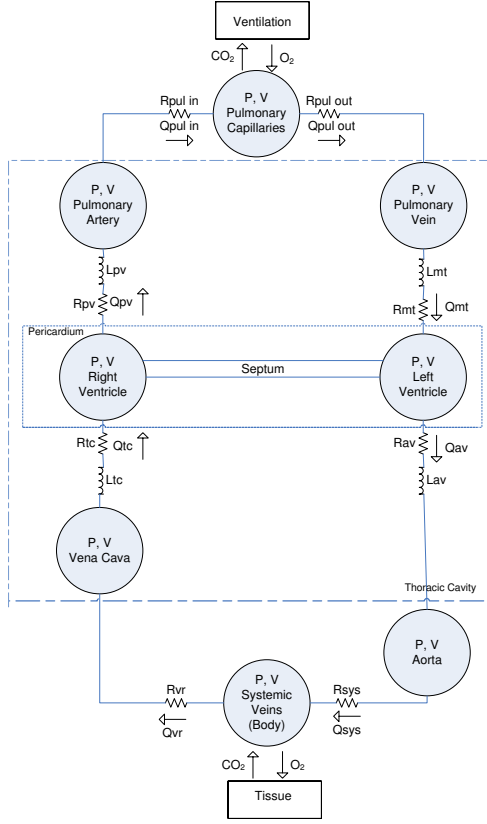 Ventilation
CO2
O2
P, V
Pulmonary
Capillaries
Rpul in
Rpul out
Qpul in
Qpul out
P, V
Pulmonary
Artery
P, V
Pulmonary
Vein
Lpv
Lmt
Rpv
Qpv
Rmt
Qmt
Pericardium
P, V
Right
Ventricle
Septum
P, V
Left
Ventricle
Rtc
Qtc
Rav
Qav
Ltc
Lav
P, V
Vena Cava
Thoracic Cavity
P, V
Aorta
P, V
Systemic
Veins
(Body)
Rvr
Rsys
Qvr
Qsys
CO2
O2
Tissue